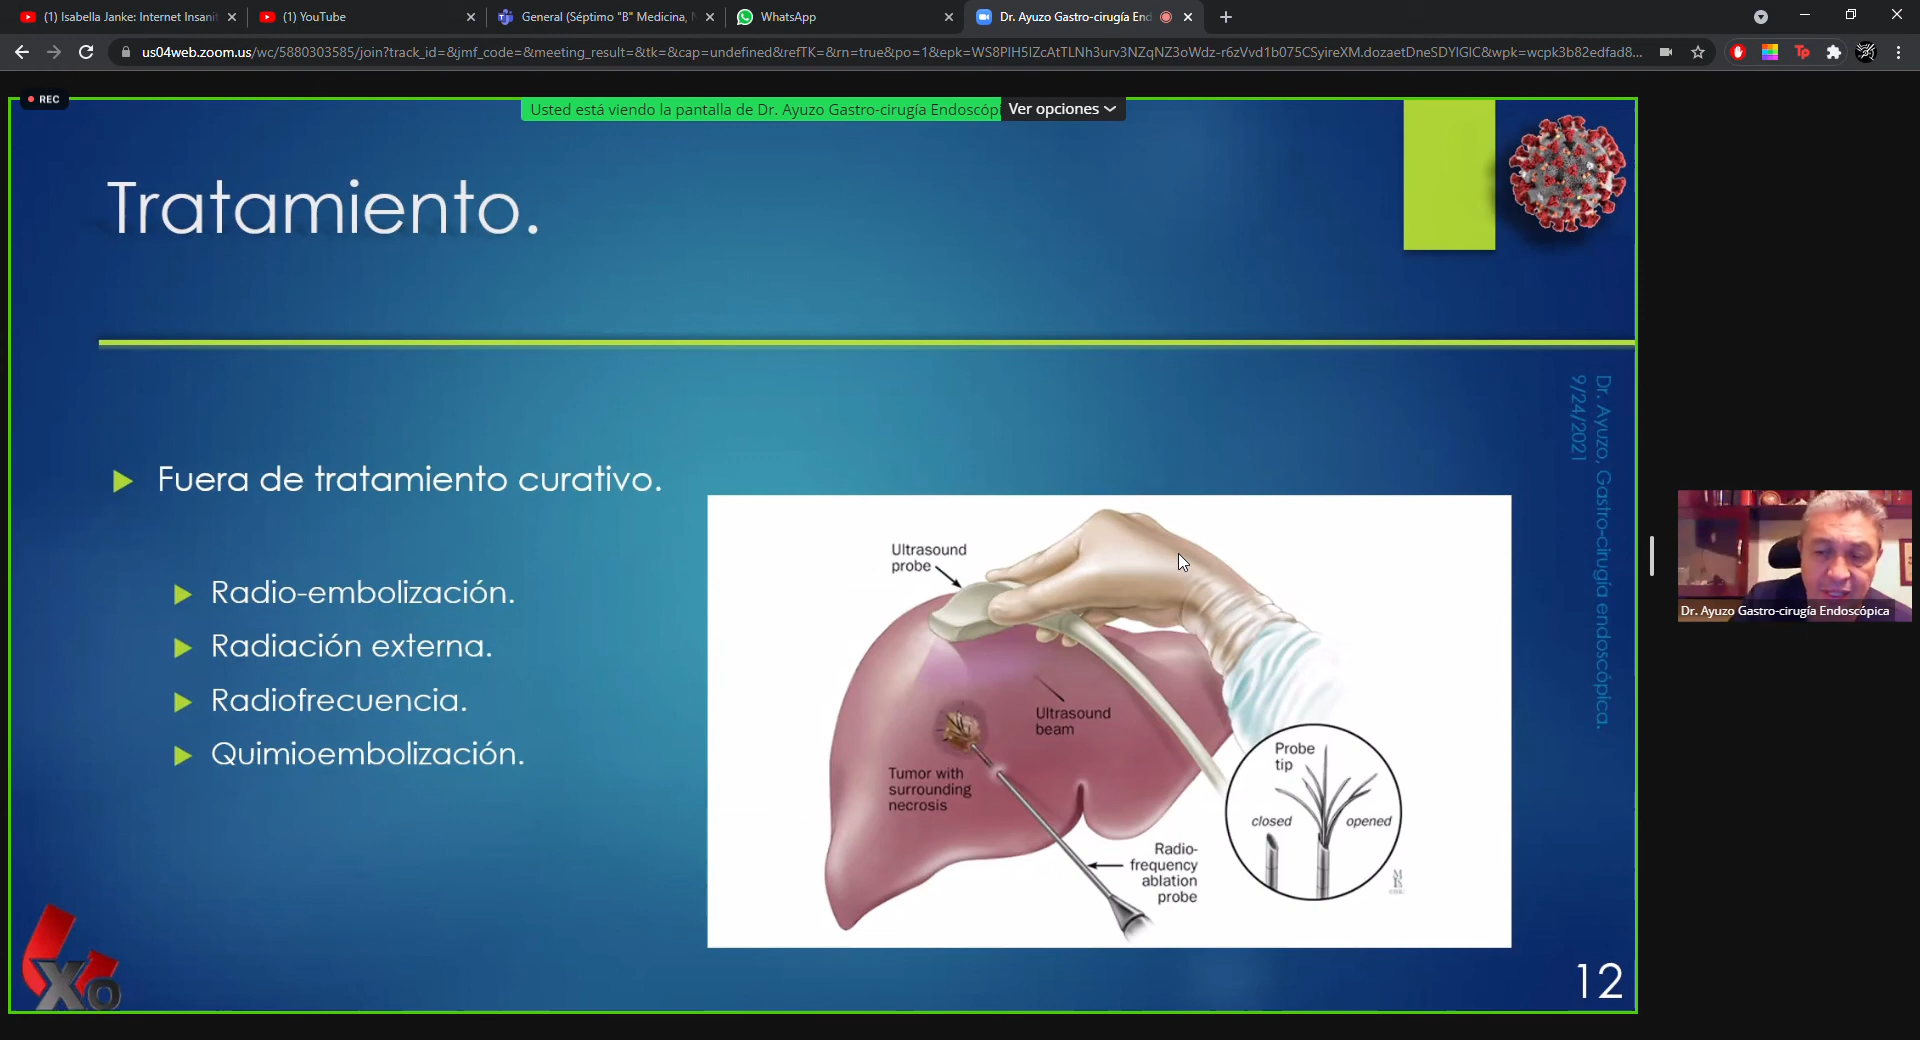 (1) Isabella Janke: Internet Insanit
(1) YouTube
General (Séptimo "B" Medicina,
WhatsApp
Dr. Ayuzo Gastro-cirugía End
us04web.zoom.us/wc/5880303585/join?track_id=&jmf_code=&meeting_result=&tk=&cap=undefined&refTK=&rn=true&po=1&epk=WS8PIH5IZcAtTLNh3urv3NZqNZ3oWdz-r6zVvd1b075CSyireXM.dozaetDneSDYlGlC&wpk=wcpk3b82edfad8...
REC
Usted está viendo la pantalla de Dr. Ayuzo Gastro-cirugía Endoscópi
Ver opciones
Tratamiento.
Dr. Ayuzo, Gastro-cirugía endoscópica.
9/24/2021
Fuera de tratamiento curativo.
Radio-embolización.
Radiación externa.
Radiofrecuencia.
Quimioembolización.
Ultrasound
probe
Ultrasound
beam
Tumor with
surrounding
necrosis
Probe
tip
closed
opened
Radio-
frequency
ablation
probe
Xo
12
Dr. Ayuzo Gastro-cirugía Endoscópica